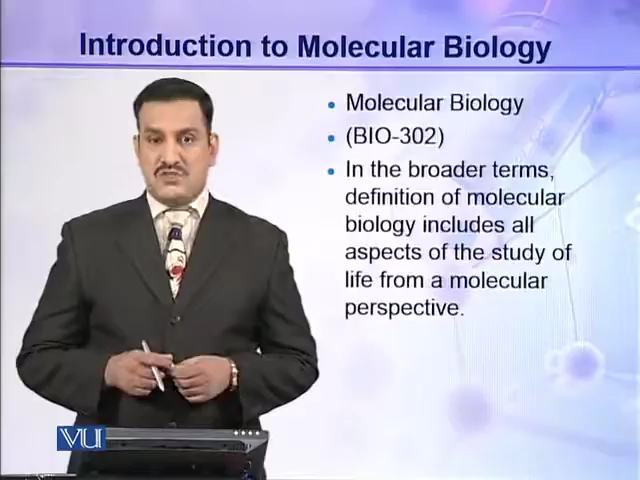 Introduction to Molecular Biology
• Molecular Biology
• (BIO-302)
• In the broader terms,
definition of molecular
biology includes all
aspects of the study of
life from a molecular
perspective.
VU